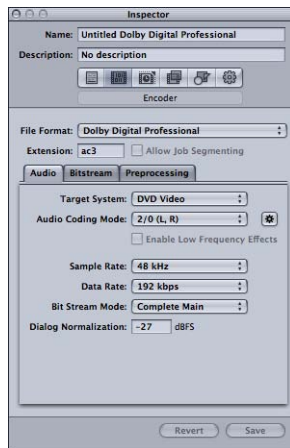 Inspector
Name: Untitled Dolby Digital Professional
Description: No description
Encoder
File Format: Dolby Digital Professional
Extension: ac3 Allow Job Segmenting
Audio Bitstream Preprocessing
Target System: DVD Video
Audio Coding Mode: 2/0 (L, R)
Enable Low Frequency Effects
Sample Rate: 48 kHz
Data Rate: 192 kbps
Bit Stream Mode: Complete Main
Dialog Normalization: -27 dBFS
Revert Save